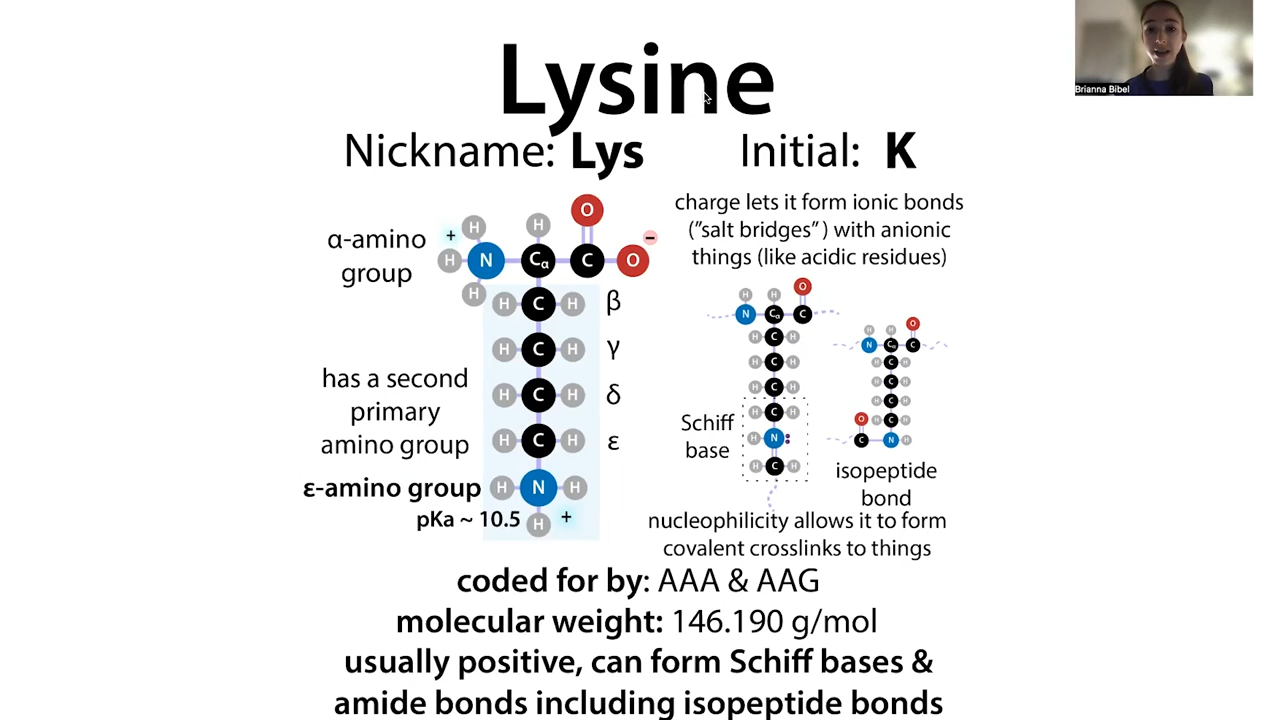 Lysine
Brianna Bibel
Nickname: Lys Initial: K
α-amino
group
H H H N + H Cα C O O −
H C H β
H C H γ
H C H δ
H C H ε
H N H
H +
has a second
primary
amino group
ε-amino group
pKa ~ 10.5
charge lets it form ionic bonds
("salt bridges") with anionic
things (like acidic residues)
H H O
N Cα C
H C H
H C H
H C H
H C H
H N :
C H
Schiff
base
H H O
N Cα C
H C H
H C H
H C H
O H C H
C N H
isopeptide
bond
nucleophilicity allows it to form
covalent crosslinks to things
coded for by: AAA & AAG
molecular weight: 146.190 g/mol
usually positive, can form Schiff bases &
amide bonds including isopeptide bonds